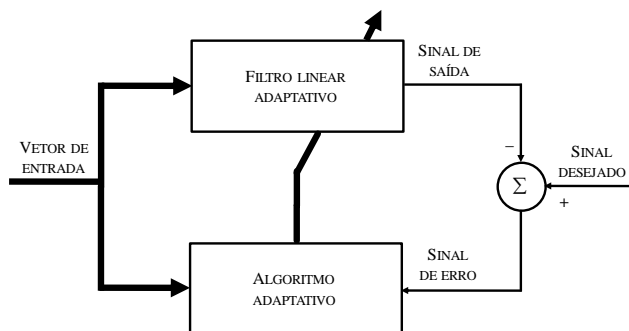 FILTRO LINEAR
ADAPTATIVO
SINAL DE
SAÍDA
VETOR DE
ENTRADA
−
Σ
SINAL
DESEJADO
+
ALGORITMO
ADAPTATIVO
SINAL
DE ERRO